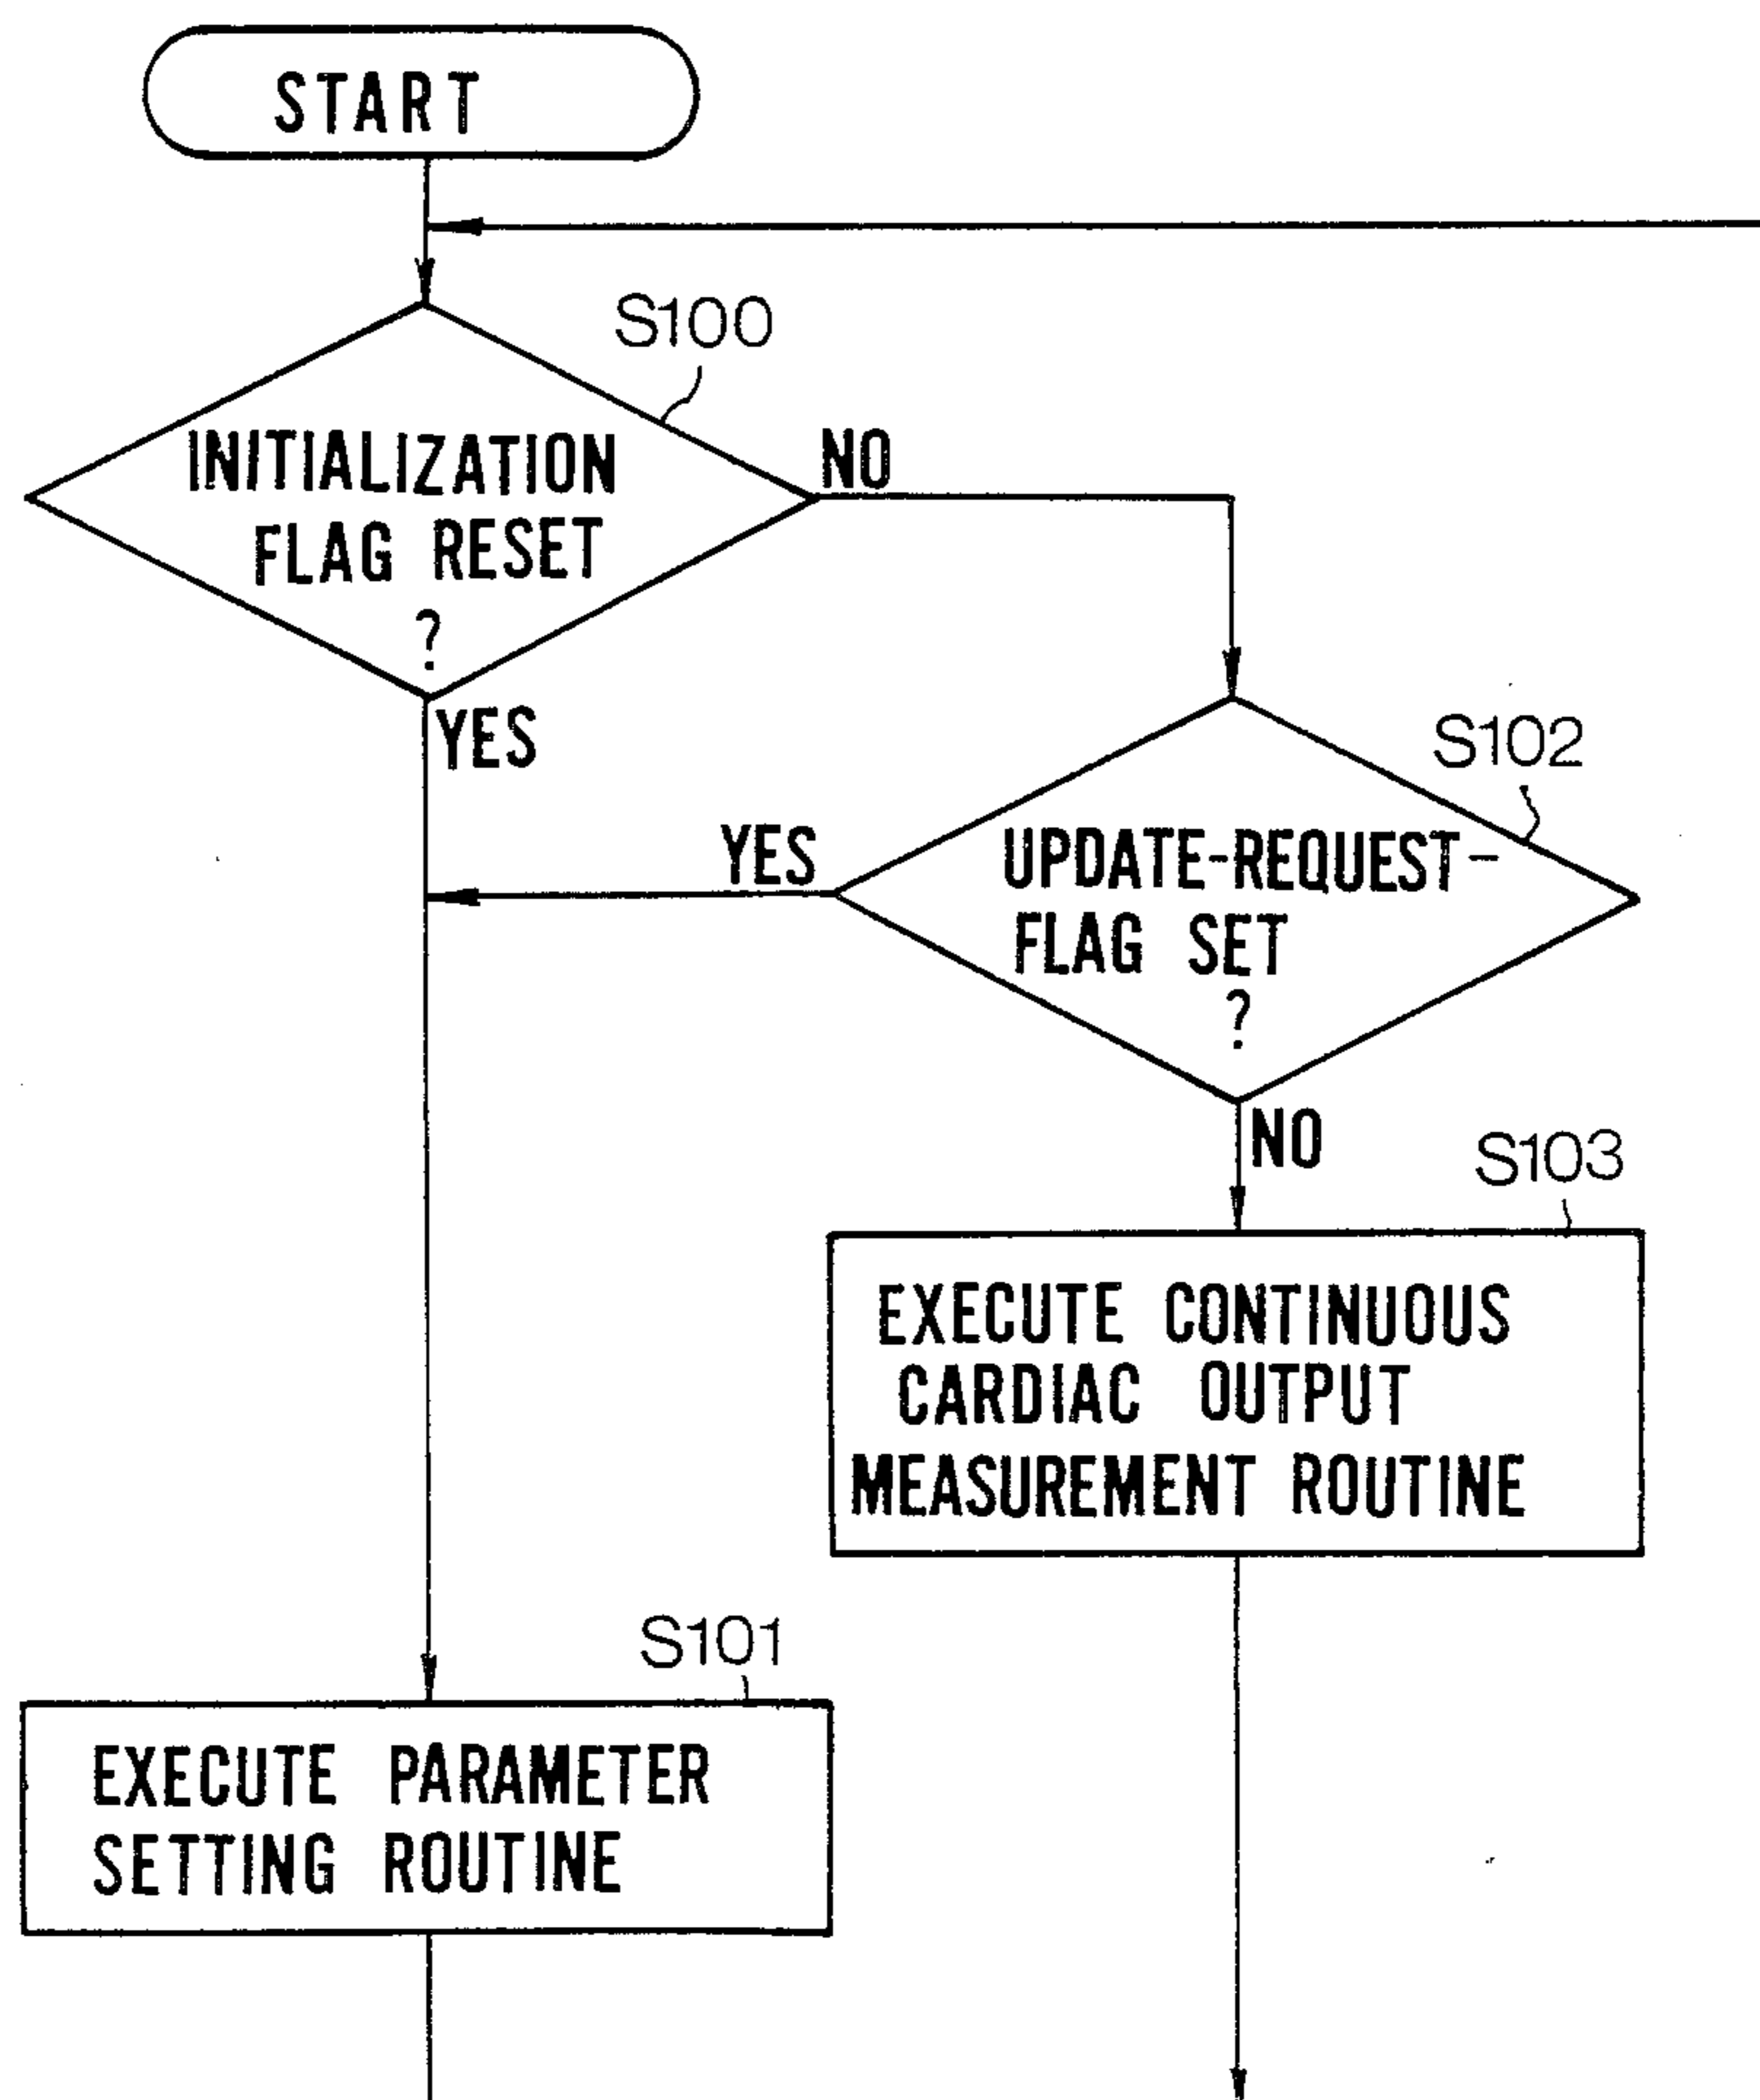 START
S100
INITIALIZATION
FLAG RESET
?
NO
YES
S102
UPDATE-REQUEST-
FLAG SET
?
YES
NO
S103
EXECUTE CONTINUOUS
CARDIAC OUTPUT
MEASUREMENT ROUTINE
S101
EXECUTE PARAMETER
SETTING ROUTINE